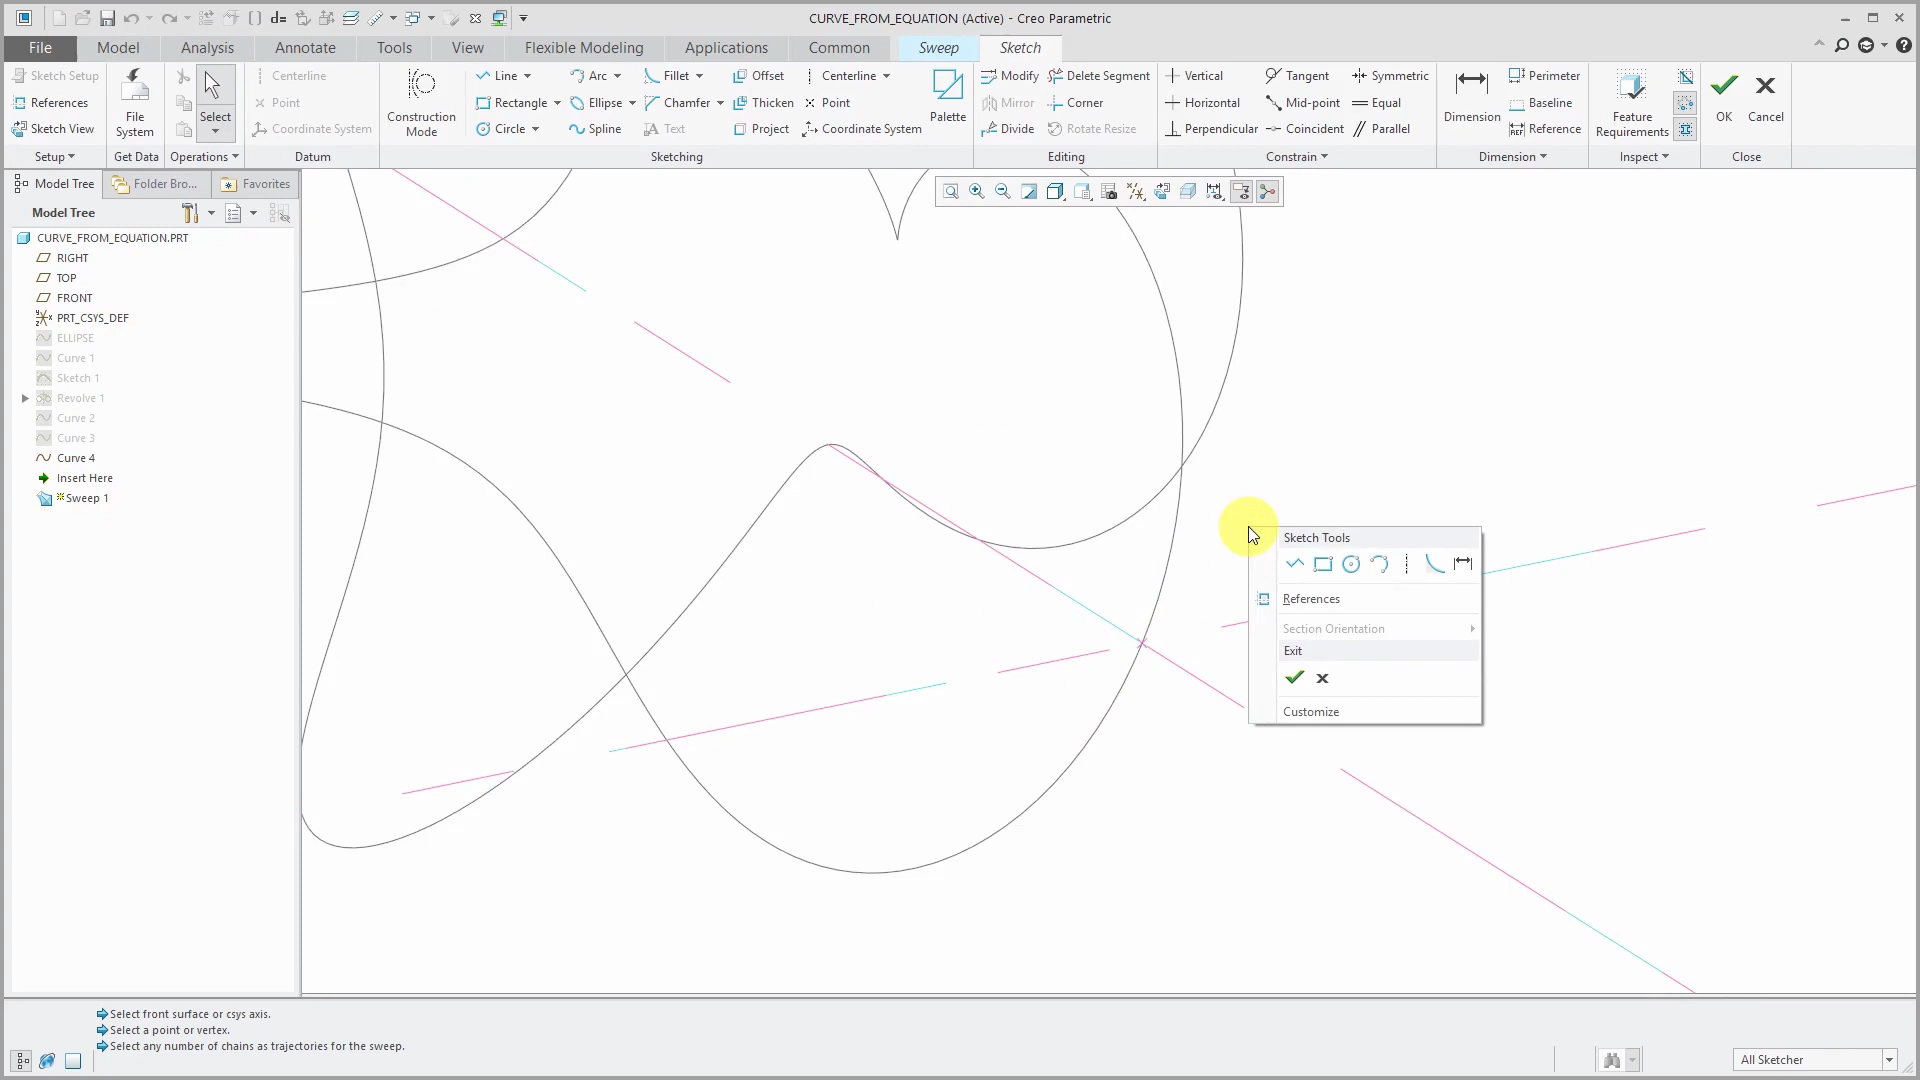 CURVE_FROM_EQUATION (Active) - Creo Parametric
File Model Analysis Annotate Tools View Flexible Modeling Applications Common Sweep Sketch
Sketch Setup
References
Sketch View
Setup
File System
Get Data
Select
Operations
Centerline
Point
Coordinate System
Datum
Construction Mode
Line Arc Fillet Offset Centerline
Rectangle Ellipse Chamfer Thicken Point
Circle Spline Text Project Coordinate System
Palette
Sketching
Modify Delete Segment
Mirror Corner
Divide Rotate Resize
Editing
Vertical Tangent Symmetric
Horizontal Mid-point Equal
Perpendicular Coincident Parallel
Constrain
Dimension
Perimeter
Baseline
REF Reference
Dimension
Feature Requirements
Inspect
OK Cancel
Close
Model Tree Folder Bro... Favorites
Model Tree
CURVE_FROM_EQUATION.PRT
RIGHT
TOP
FRONT
PRT_CSYS_DEF
ELLIPSE
Curve 1
Sketch 1
Revolve 1
Curve 2
Curve 3
Curve 4
Insert Here
Sweep 1
Sketch Tools
References
Section Orientation
Exit
Customize
Select front surface or csys axis.
Select a point or vertex.
Select any number of chains as trajectories for the sweep.
All Sketcher